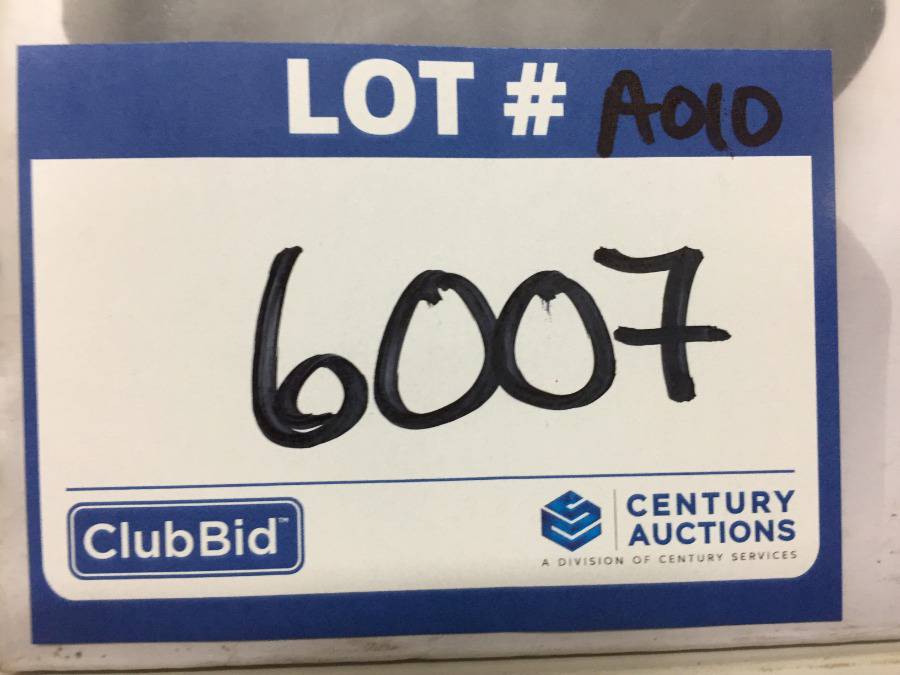 LOT # A010
6007
ClubBid™
CENTURY
AUCTIONS
A DIVISION OF CENTURY SERVICES